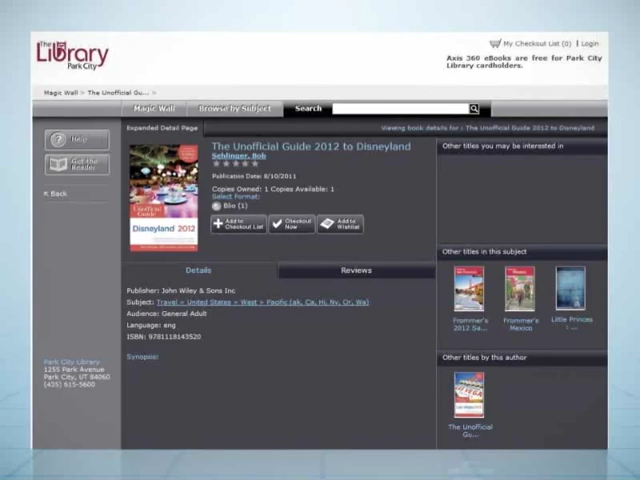 The Library
Park City
My Checkout List (0) | Login
Axis 360 eBooks are free for Park City
Library cardholders.
Magic Wall > The Unofficial Gu... >
Magic Wall
Browse by Subject
Search
Expanded Detail Page
Viewing book details for : The Unofficial Guide 2012 to Disneyland
Help
Get the
Reader
K Back
The Unofficial Guide 2012 to Disneyland
Sehlinger, Bob
Publication Date: 8/10/2011
Copies Owned: 1 Copies Available: 1
Select Format:
Blio (1)
Add to
Checkout List
Checkout
Now
Add to
Wishlist
Unofficial
Guide
Disneyland 2012
Details
Reviews
Publisher: John Wiley & Sons Inc
Subject: Travel > United States > West > Pacific (ak, Ca, Hi, Nv, Or, Wa)
Audience: General Adult
Language: eng
ISBN: 9781118143520
Synopsis:
Other titles you may be interested in
Other titles in this subject
Frommer's
2012 Sa...
Frommer's
Mexico
Little Princes
: ...
Other titles by this author
The Unofficial
Gu...
Park City Library
1255 Park Avenue
Park City, UT 84060
(435) 615-5600